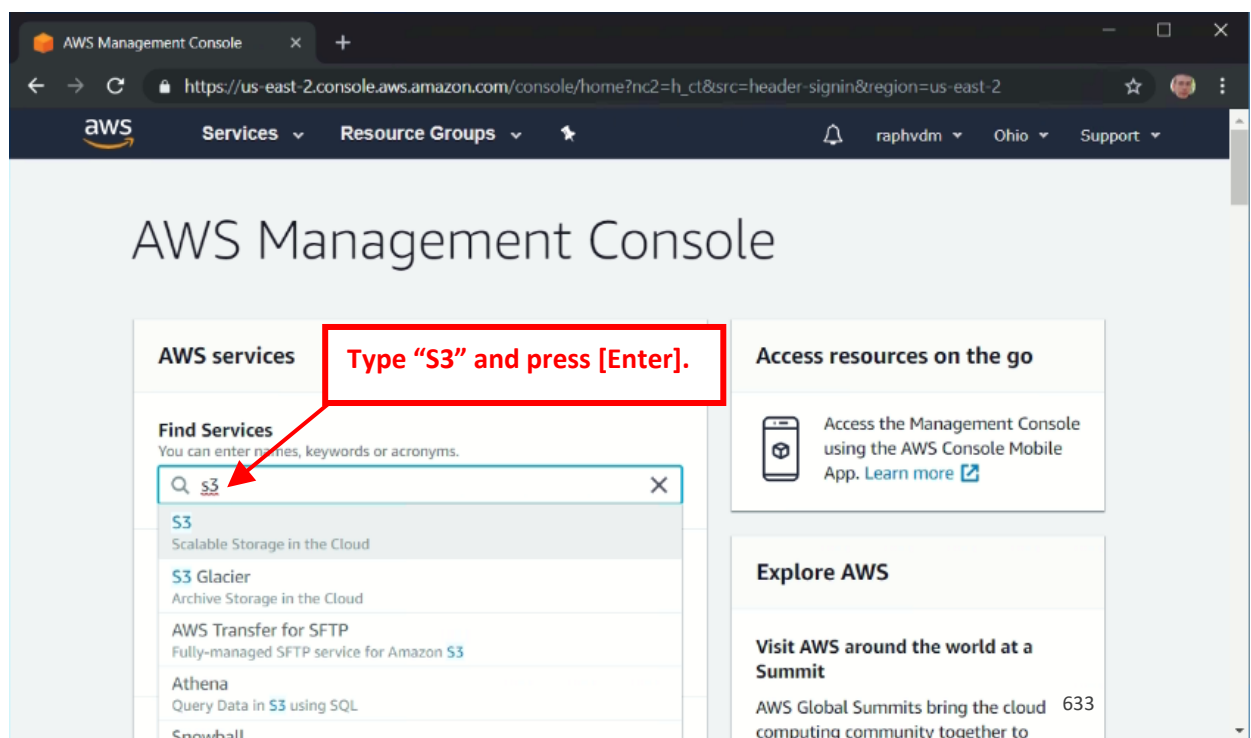 AWS Management Console
https://us-east-2.console.aws.amazon.com/console/home?nc2=h_ct&src=header-signin&region=us-east-2
aws Services Resource Groups raphvdm Ohio Support
AWS Management Console
AWS services
Type “S3” and press [Enter].
Find Services
You can enter names, keywords or acronyms.
s3
S3
Scalable Storage in the Cloud
S3 Glacier
Archive Storage in the Cloud
AWS Transfer for SFTP
Fully-managed SFTP service for Amazon S3
Athena
Query Data in S3 using SQL
Snowball
Access resources on the go
Access the Management Console
using the AWS Console Mobile
App. Learn more
Explore AWS
Visit AWS around the world at a
Summit
AWS Global Summits bring the cloud
computing community together to
633